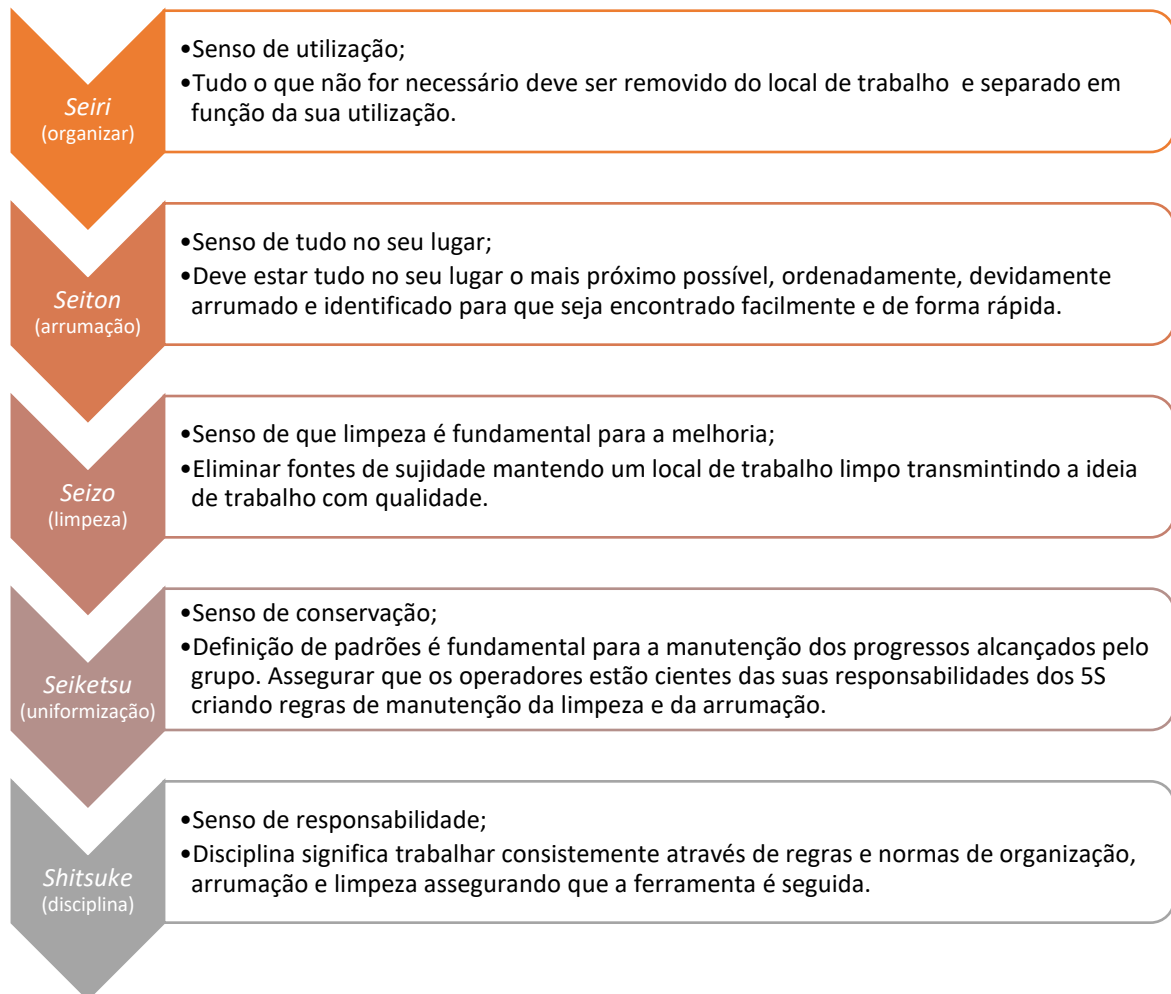 Seiri
(organizar)
•Senso de utilização;
•Tudo o que não for necessário deve ser removido do local de trabalho e separado em
função da sua utilização.
Seiton
(arrumação)
•Senso de tudo no seu lugar;
•Deve estar tudo no seu lugar o mais próximo possível, ordenadamente, devidamente
arrumado e identificado para que seja encontrado facilmente e de forma rápida.
Seizo
(limpeza)
•Senso de que limpeza é fundamental para a melhoria;
•Eliminar fontes de sujidade mantendo um local de trabalho limpo transmintindo a ideia
de trabalho com qualidade.
Seiketsu
(uniformização)
•Senso de conservação;
•Definição de padrões é fundamental para a manutenção dos progressos alcançados pelo
grupo. Assegurar que os operadores estão cientes das suas responsabilidades dos 5S
criando regras de manutenção da limpeza e da arrumação.
Shitsuke
(disciplina)
•Senso de responsabilidade;
•Disciplina significa trabalhar consistemente através de regras e normas de organização,
arrumação e limpeza assegurando que a ferramenta é seguida.